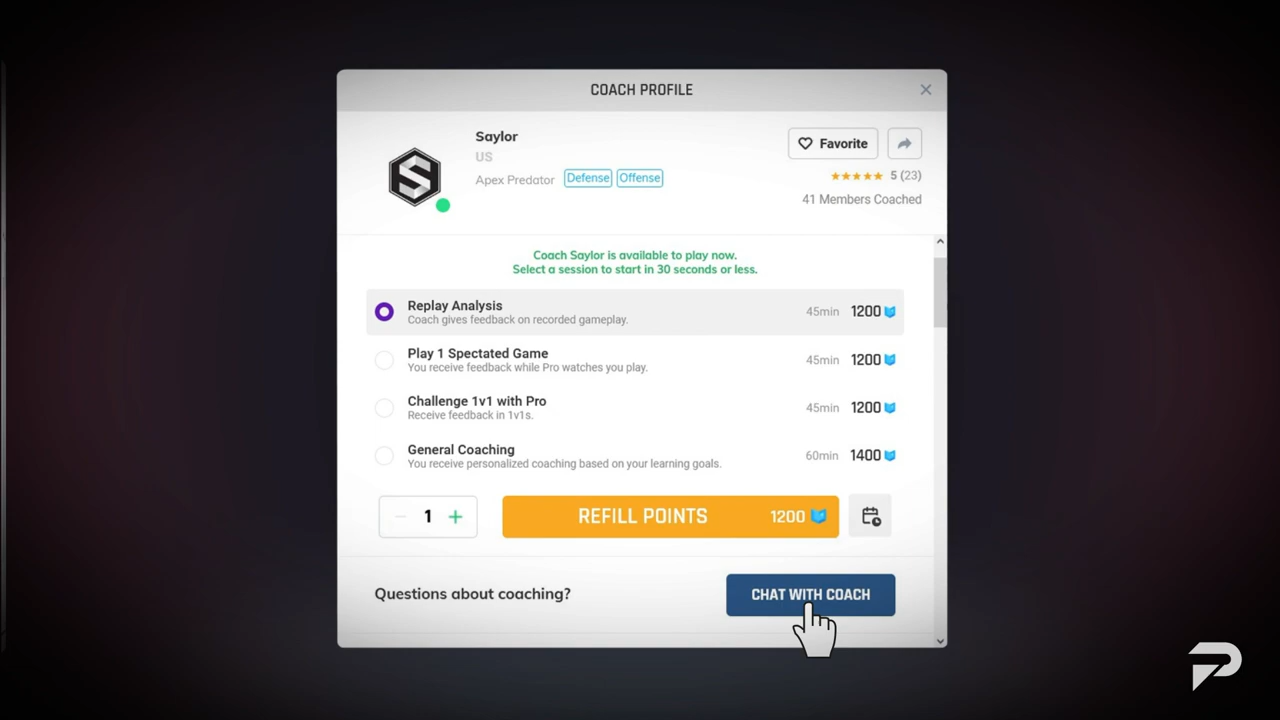 COACH PROFILE
Saylor
US
Apex Predator Defense Offense
Favorite
5 (23)
41 Members Coached
Coach Saylor is available to play now.
Select a session to start in 30 seconds or less.
Replay Analysis
Coach gives feedback on recorded gameplay.
45min 1200
Play 1 Spectated Game
You receive feedback while Pro watches you play.
45min 1200
Challenge 1v1 with Pro
Receive feedback in 1v1s.
45min 1200
General Coaching
You receive personalized coaching based on your learning goals.
60min 1400
1
REFILL POINTS 1200
Questions about coaching?
CHAT WITH COACH